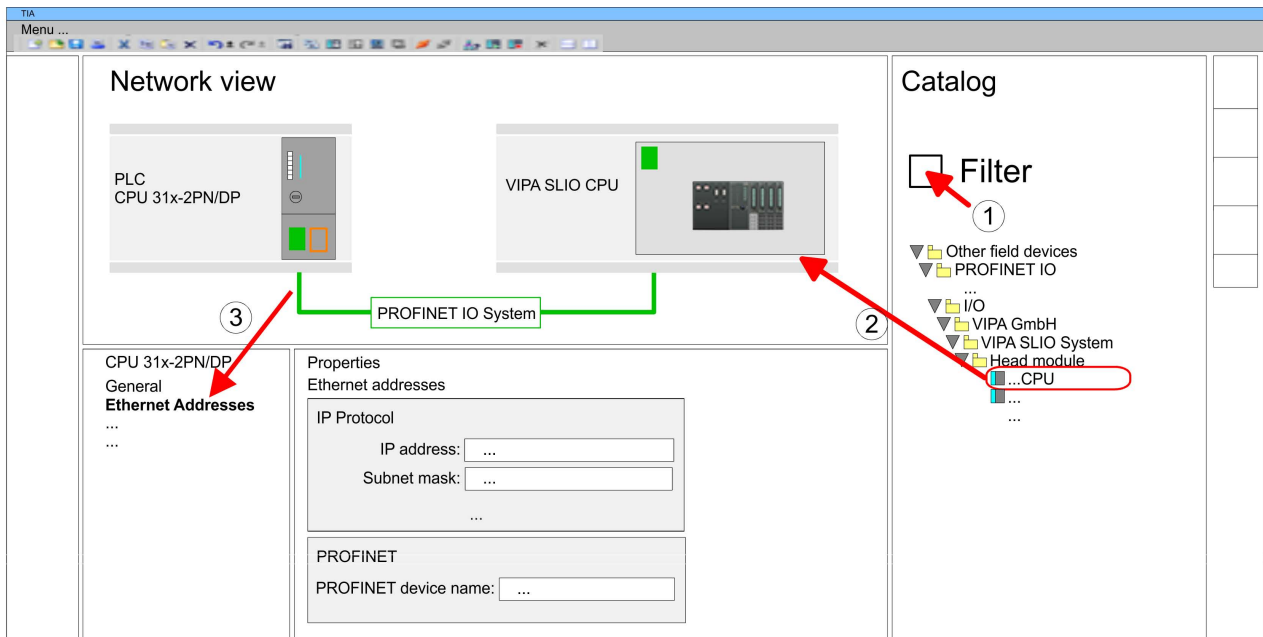 TIA
Menu ...
Network view
PLC
CPU 31x-2PN/DP
VIPA SLIO CPU
PROFINET IO System
3
2
CPU 31x-2PN/DP
General
Ethernet Addresses
...
...
Properties
Ethernet addresses
IP Protocol
IP address: ...
Subnet mask: ...
...
PROFINET
PROFINET device name: ...
Catalog
Filter
1
Other field devices
PROFINET IO
...
I/O
VIPA GmbH
VIPA SLIO System
Head module
...CPU
...
...